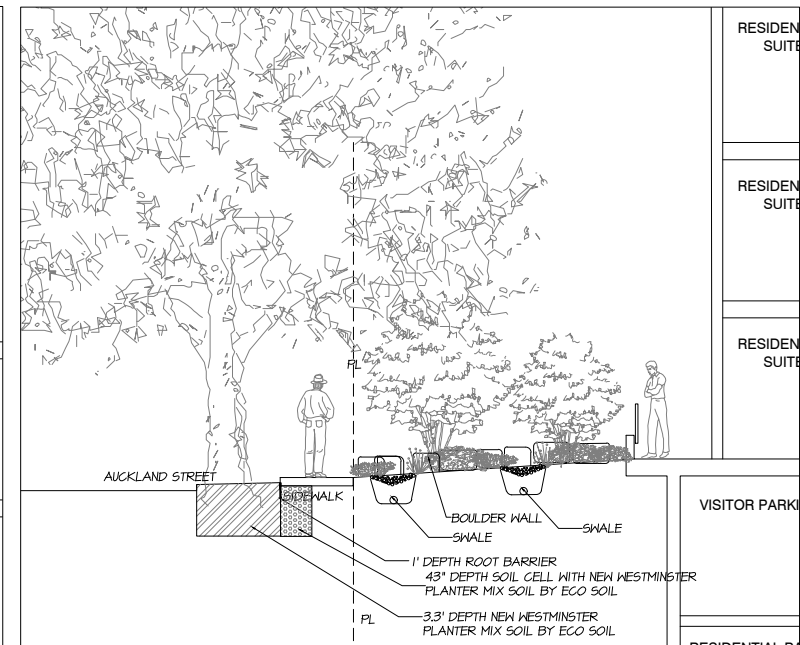 RESIDEN
SUITE
RESIDEN
SUITE
PL
RESIDEN
SUITE
AUCKLAND STREET
SIDEWALK
VISITOR PARKI
BOULDER WALL
SWALE
SWALE
1' DEPTH ROOT BARRIER
43" DEPTH SOIL CELL WITH NEW WESTMINSTER
PLANTER MIX SOIL BY ECO SOIL
PL
3.3' DEPTH NEW WESTMINSTER
PLANTER MIX SOIL BY ECO SOIL
RESIDENTIAL PA